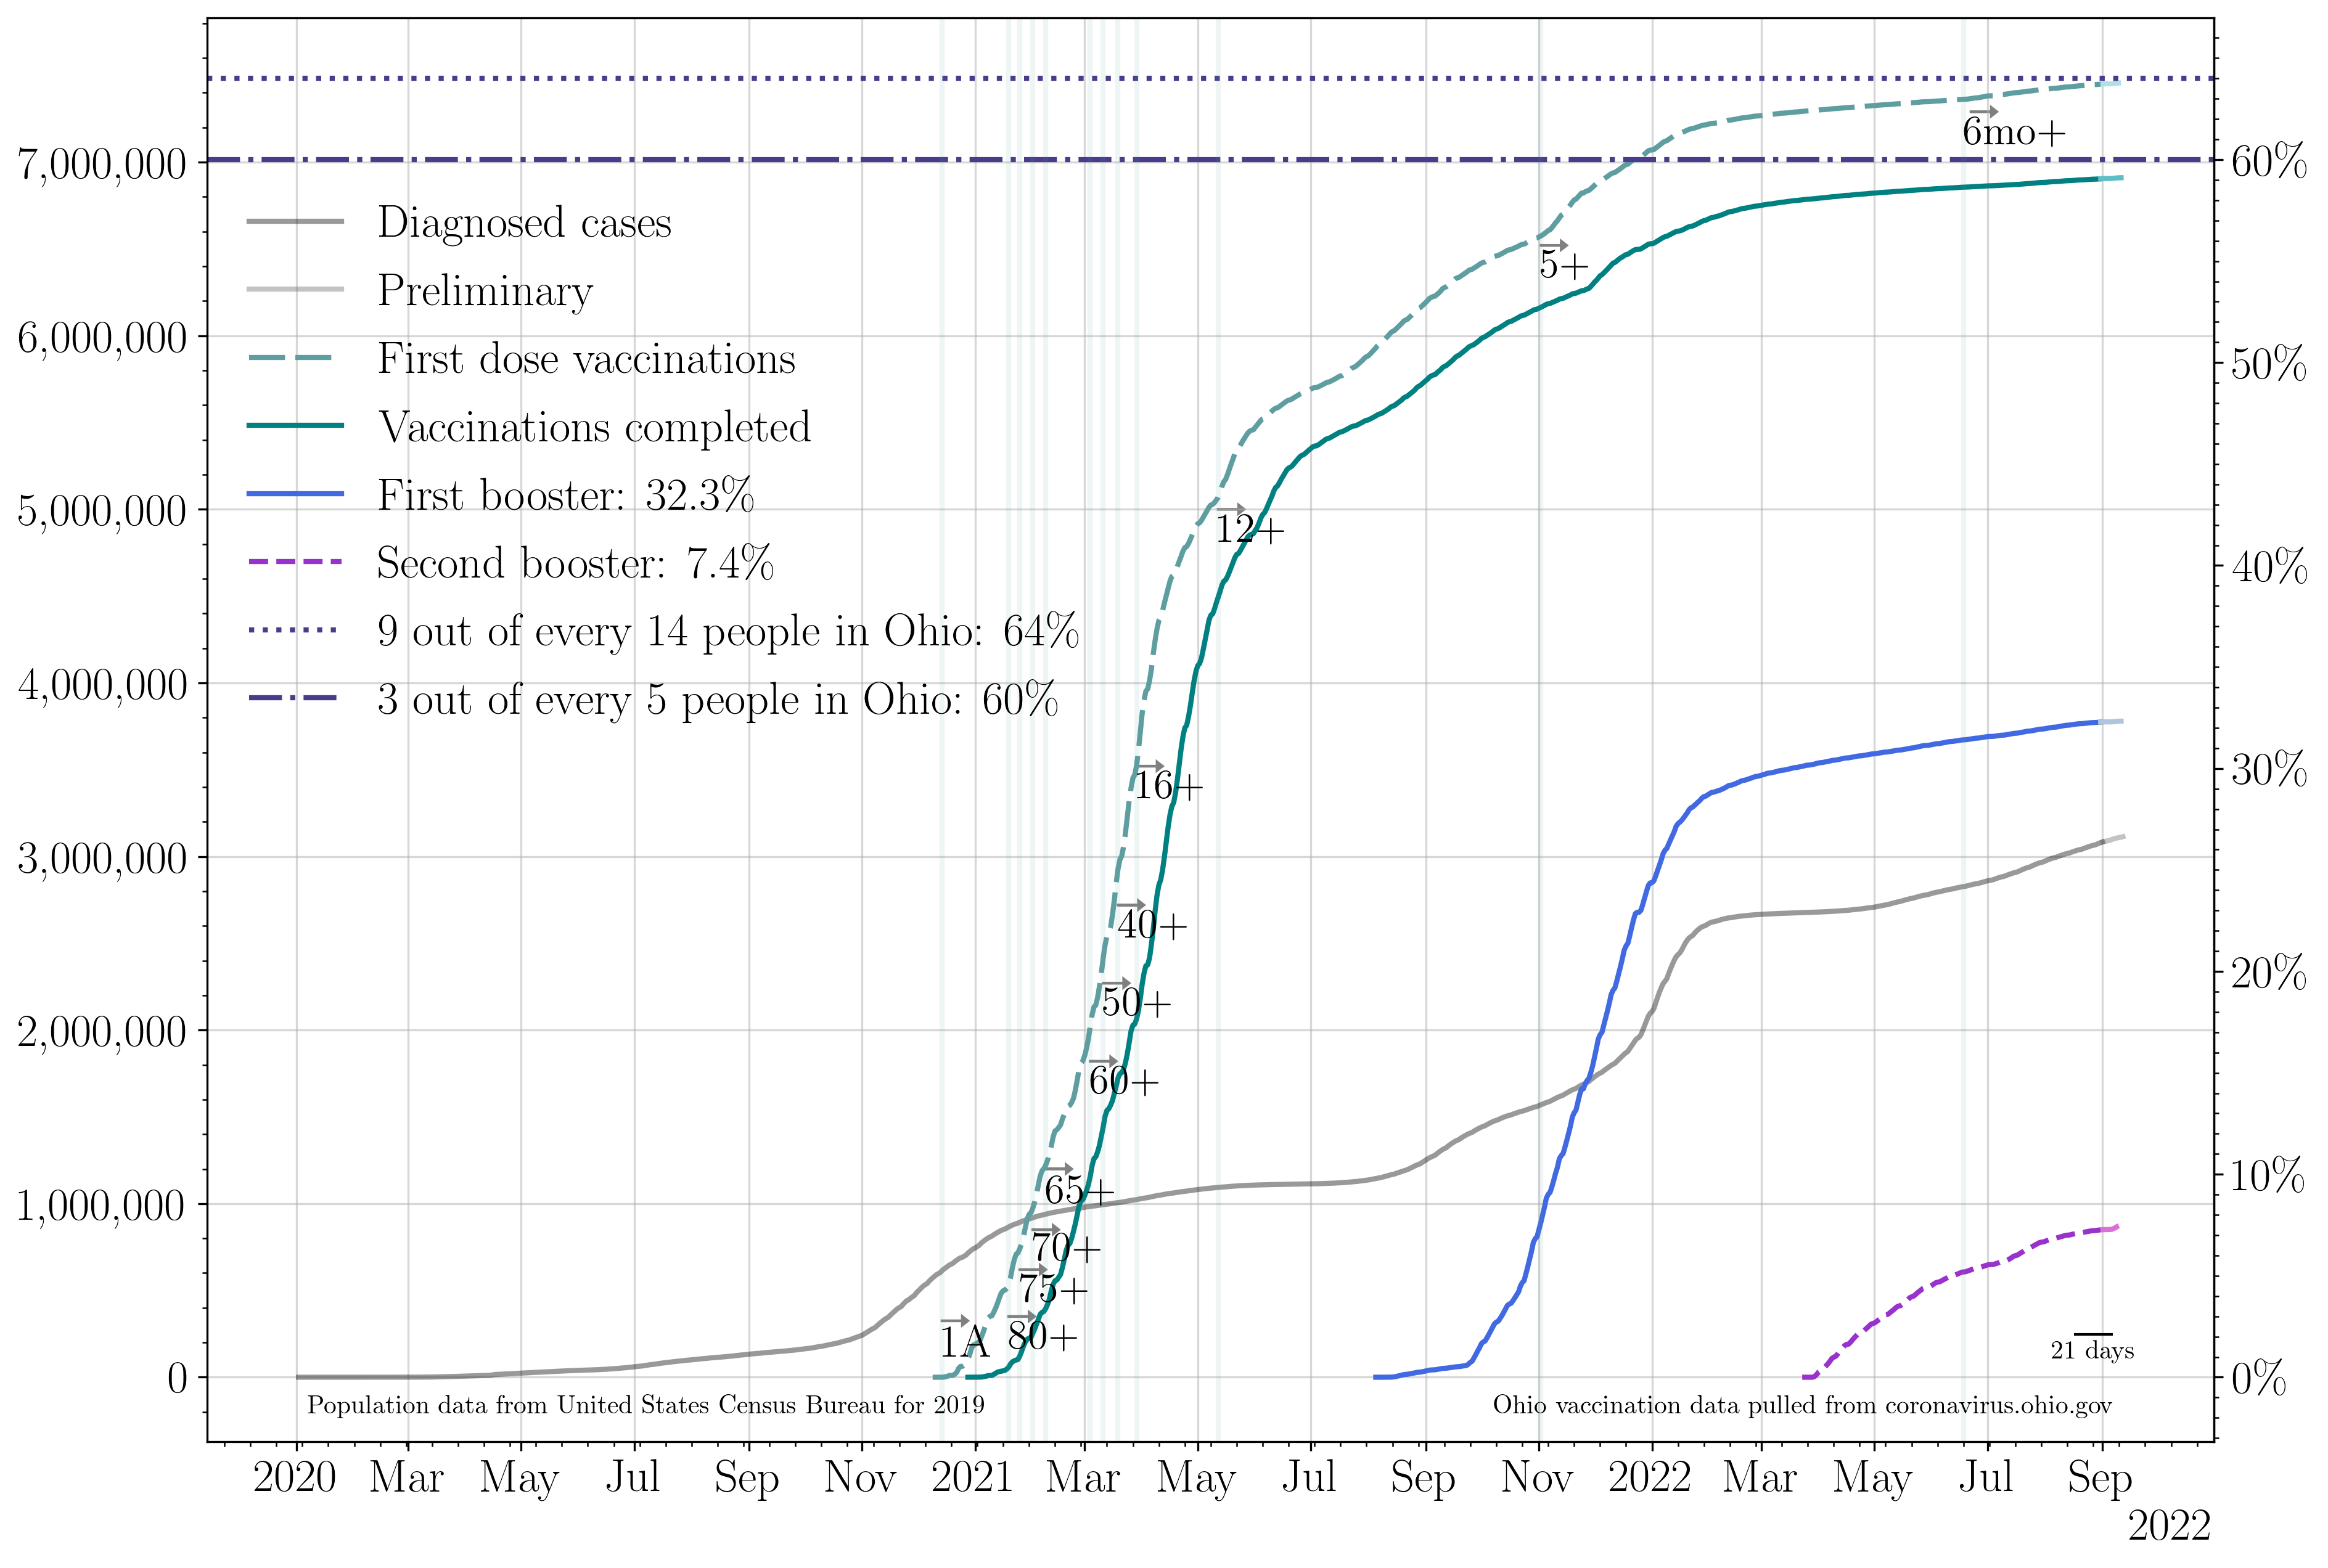 7,000,000
6,000,000
5,000,000
4,000,000
3,000,000
2,000,000
1,000,000
0
Diagnosed cases
Preliminary
First dose vaccinations
Vaccinations completed
First booster: 32.3%
Second booster: 7.4%
9 out of every 14 people in Ohio: 64%
3 out of every 5 people in Ohio: 60%
6mo+
5+
12+
16+
40+
50+
60+
65+
70+
75+
80+
1A
21 days
60%
50%
40%
30%
20%
10%
0%
Population data from United States Census Bureau for 2019
Ohio vaccination data pulled from coronavirus.ohio.gov
2020 Mar May Jul Sep Nov 2021 Mar May Jul Sep Nov 2022 Mar May Jul Sep
2022